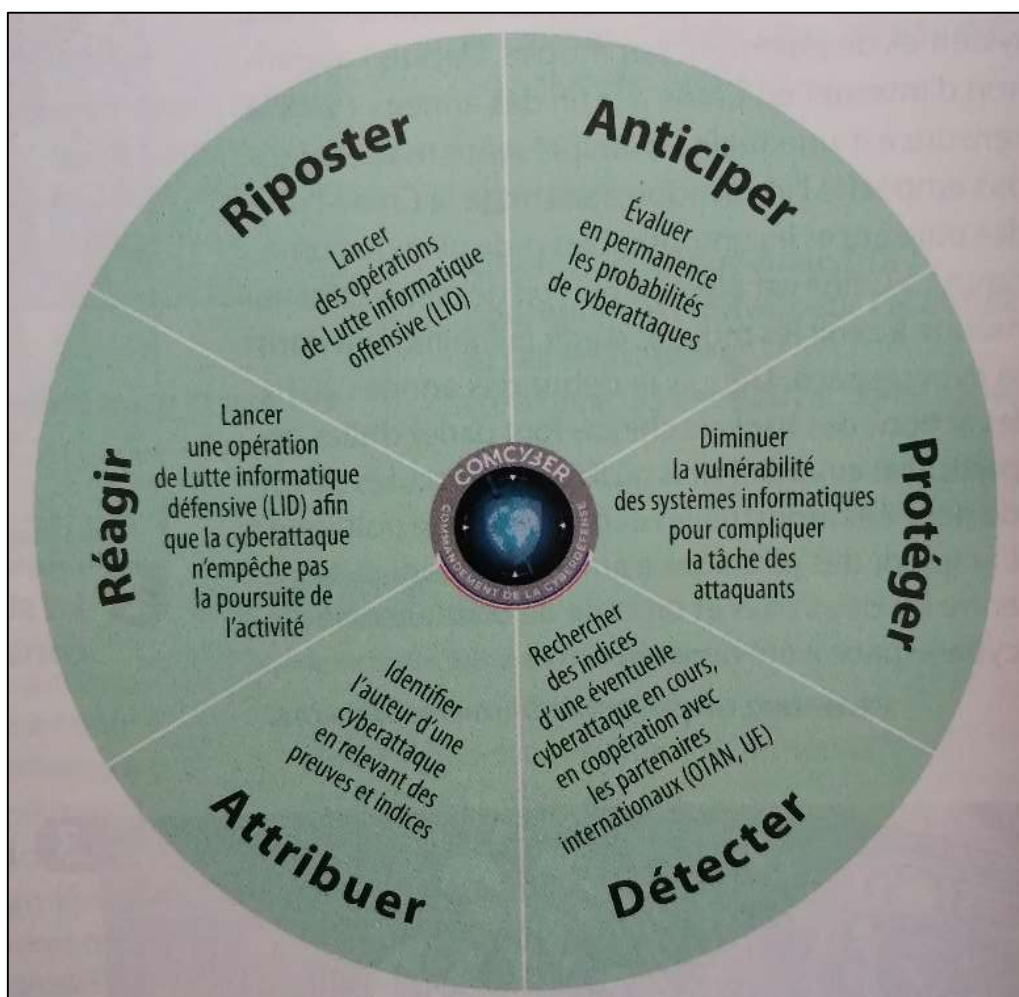 Anticiper
Évaluer
en permanence
les probabilités
de cyberattaques
Protéger
Diminuer
la vulnérabilité
des systèmes informatiques
pour compliquer
la tâche des
attaquants
Détecter
Rechercher
des indices
d'une éventuelle
cyberattaque en cours,
en coopération avec
les partenaires
internationaux (OTAN, UE)
Attribuer
Identifier
l'auteur d'une
cyberattaque
en relevant des
preuves et indices
Réagir
Lancer
une opération
de Lutte informatique
défensive (LID) afin
que la cyberattaque
n'empêche pas
la poursuite de
l'activité
Riposter
Lancer
des opérations
de Lutte informatique
offensive (LIO)
COMCYBER
COMMANDEMENT DE LA CYBERDÉFENSE